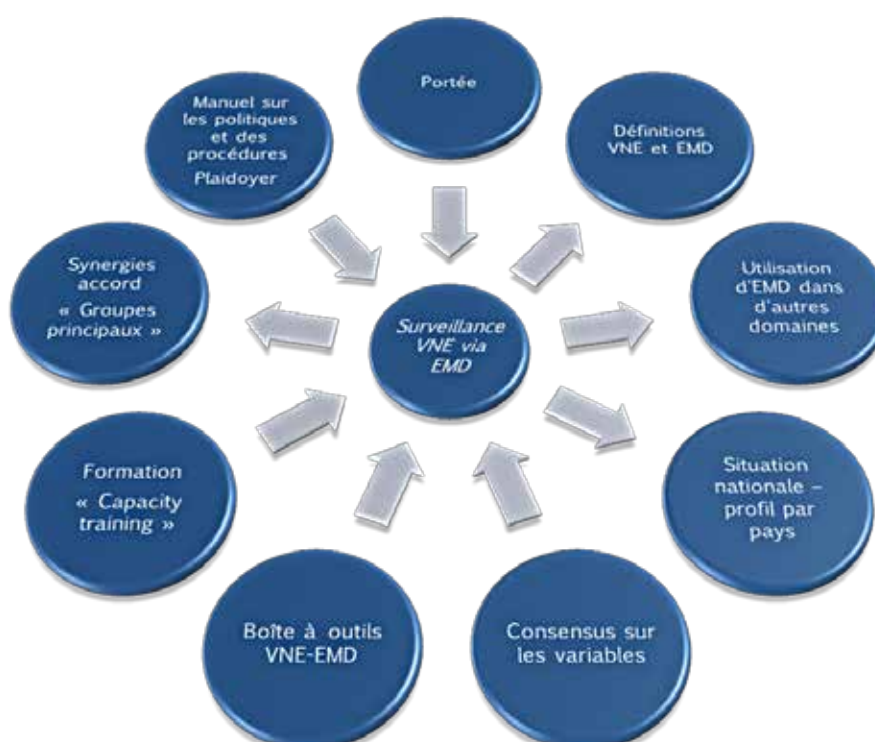 Portée
Définitions
VNE et EMD
Utilisation
d'EMD dans
d'autres
domaines
Situation
nationale –
profil par
pays
Consensus sur
les variables
Boîte à outils
VNE-EMD
Formation
« Capacity
training »
Synergies
accord
« Groupes
principaux »
Manuel sur
les politiques
et des
procédures
Plaidoyer
Surveillance
VNE via
EMD